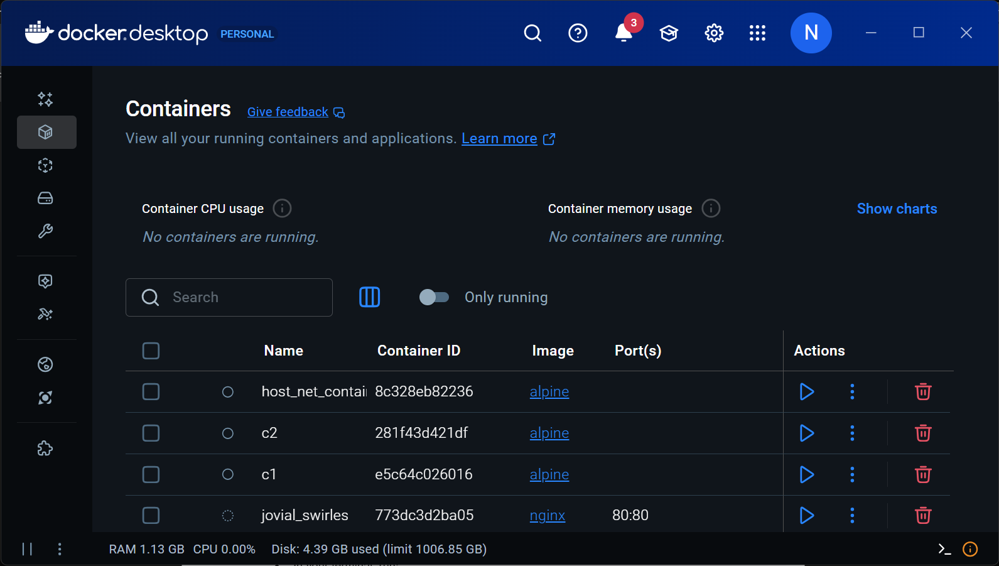 docker desktop PERSONAL
3
N
Containers Give feedback
View all your running containers and applications. Learn more
Container CPU usage Container memory usage Show charts
No containers are running. No containers are running.
Search Only running
Name Container ID Image Port(s) Actions
host_net_contai 8c328eb82236 alpine
c2 281f43d421df alpine
c1 e5c64c026016 alpine
jovial_swirles 773dc3d2ba05 nginx 80:80
RAM 1.13 GB CPU 0.00% Disk: 4.39 GB used (limit 1006.85 GB)